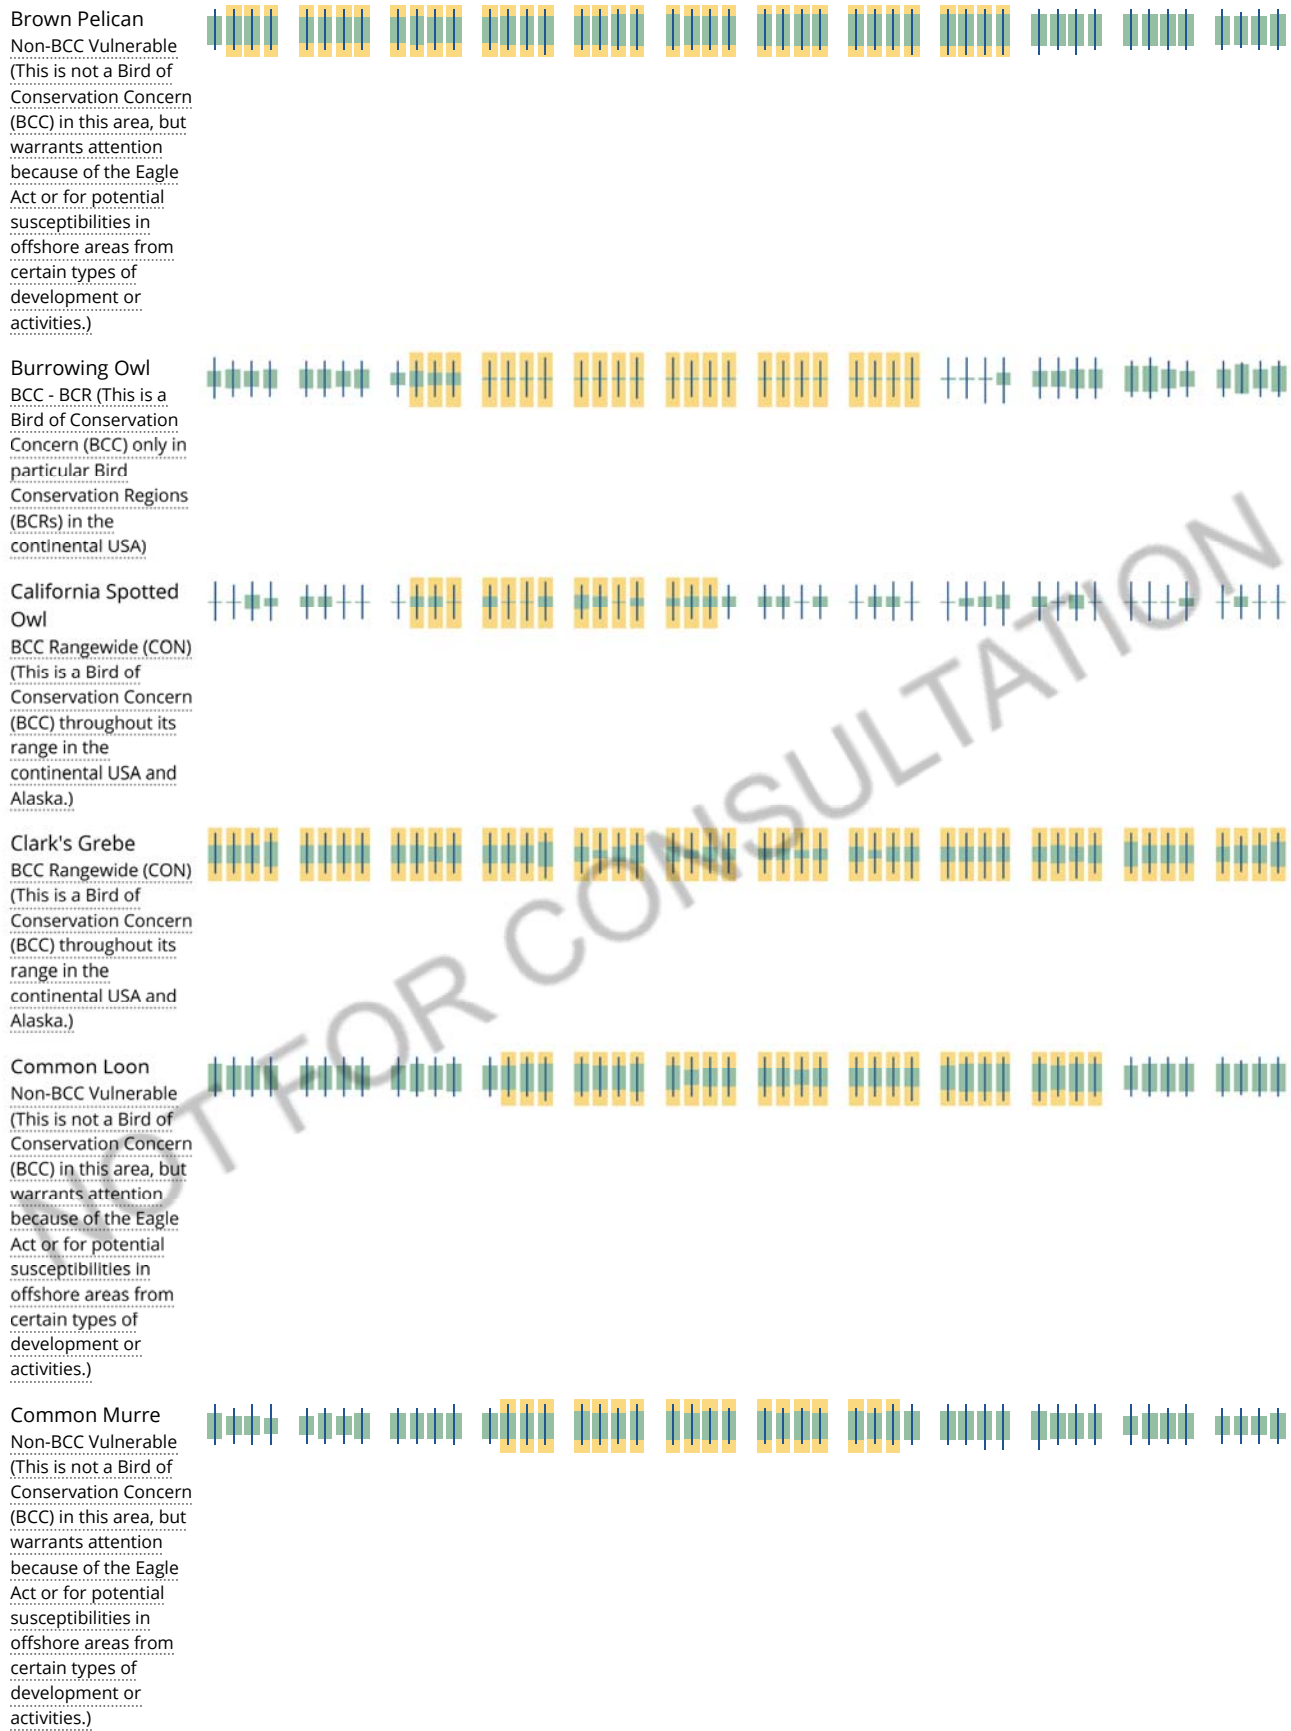 Brown Pelican
Non-BCC Vulnerable
(This is not a Bird of
Conservation Concern
(BCC) in this area, but
warrants attention
because of the Eagle
Act or for potential
susceptibilities in
offshore areas from
certain types of
development or
activities.)
Burrowing Owl
BCC - BCR (This is a
Bird of Conservation
Concern (BCC) only in
particular Bird
Conservation Regions
(BCRs) in the
continental USA)
California Spotted
Owl
BCC Rangewide (CON)
(This is a Bird of
Conservation Concern
(BCC) throughout its
range in the
continental USA and
Alaska.)
Clark's Grebe
BCC Rangewide (CON)
(This is a Bird of
Conservation Concern
(BCC) throughout its
range in the
continental USA and
Alaska.)
Common Loon
Non-BCC Vulnerable
(This is not a Bird of
Conservation Concern
(BCC) in this area, but
warrants attention
because of the Eagle
Act or for potential
susceptibilities in
offshore areas from
certain types of
development or
activities.)
Common Murre
Non-BCC Vulnerable
(This is not a Bird of
Conservation Concern
(BCC) in this area, but
warrants attention
because of the Eagle
Act or for potential
susceptibilities in
offshore areas from
certain types of
development or
activities.)
NOT FOR CONSULTATION